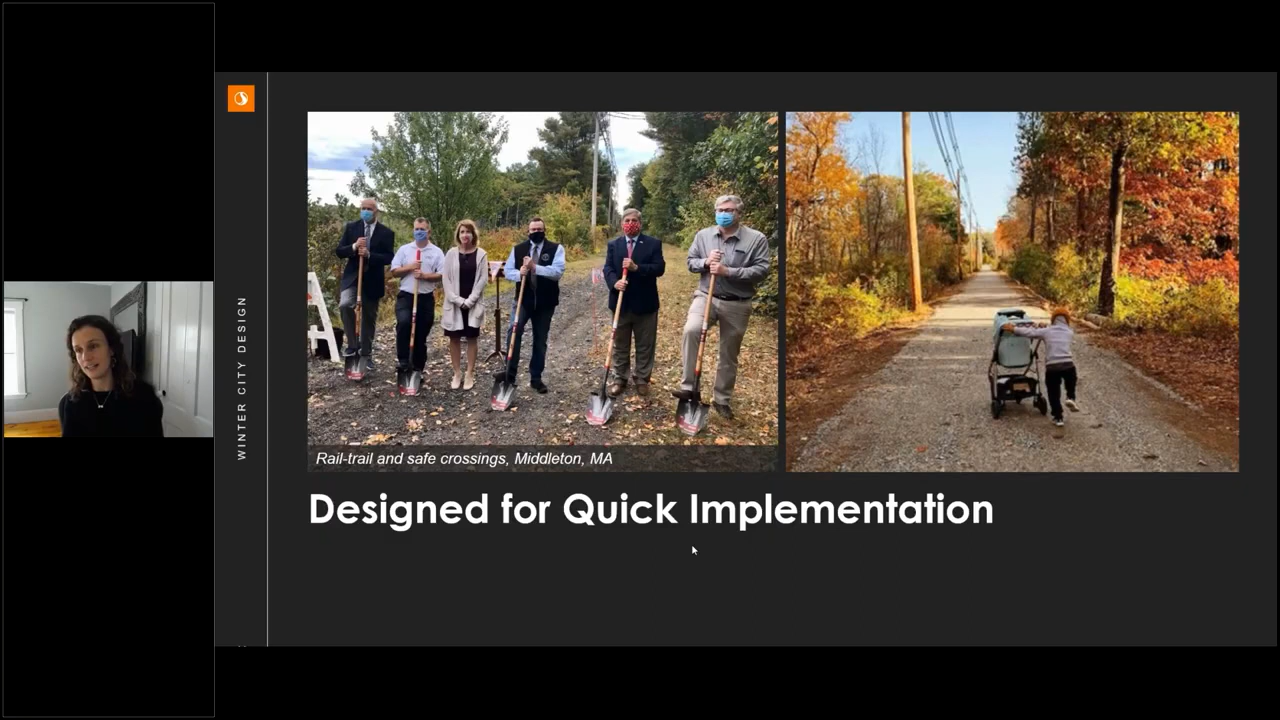 WINTER CITY DESIGN
Rail-trail and safe crossings, Middleton, MA
Designed for Quick Implementation